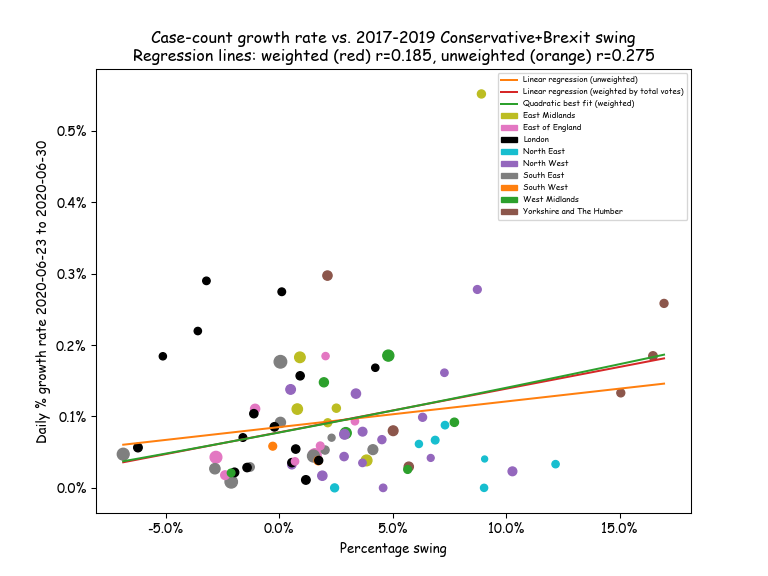 Case-count growth rate vs. 2017-2019 Conservative+Brexit swing
Regression lines: weighted (red) r=0.185, unweighted (orange) r=0.275
Linear regression (unweighted)
Linear regression (weighted by total votes)
Quadratic best fit (weighted)
East Midlands
East of England
London
North East
North West
South East
South West
West Midlands
Yorkshire and The Humber
Daily % growth rate 2020-06-23 to 2020-06-30
0.5%
0.4%
0.3%
0.2%
0.1%
0.0%
-5.0% 0.0% 5.0% 10.0% 15.0%
Percentage swing